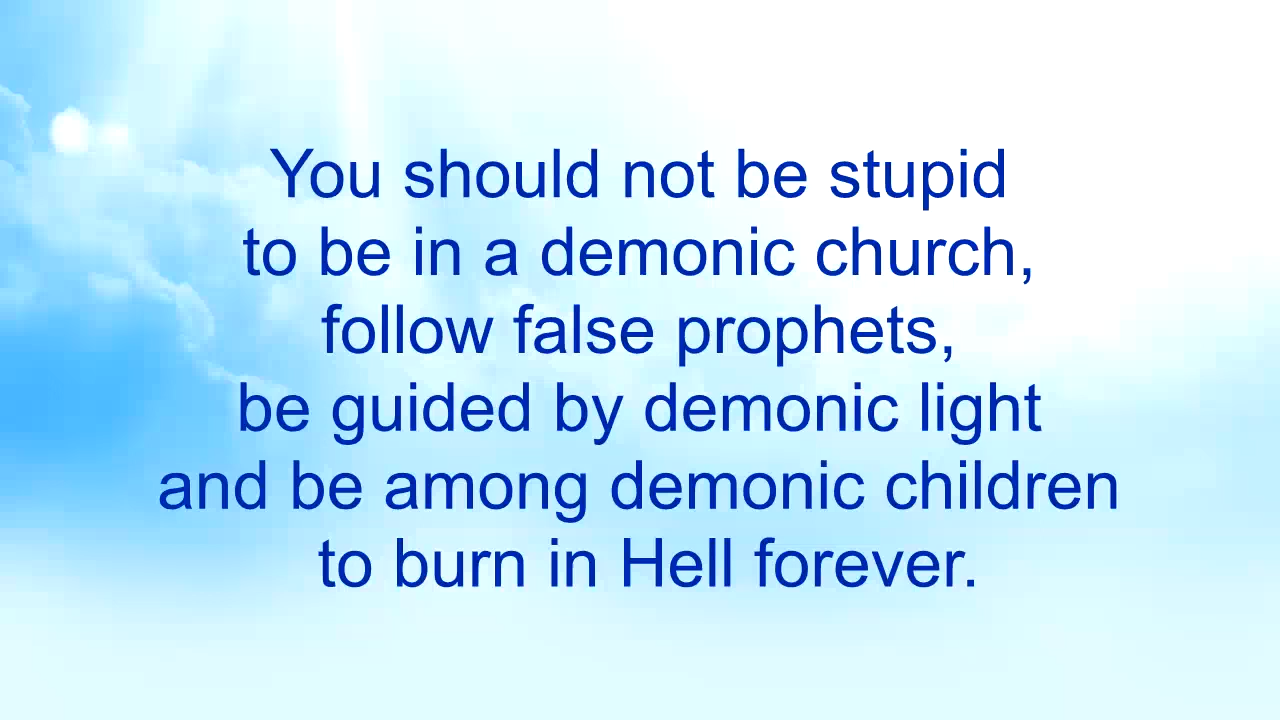 You should not be stupid
to be in a demonic church,
follow false prophets,
be guided by demonic light
and be among demonic children
to burn in Hell forever.